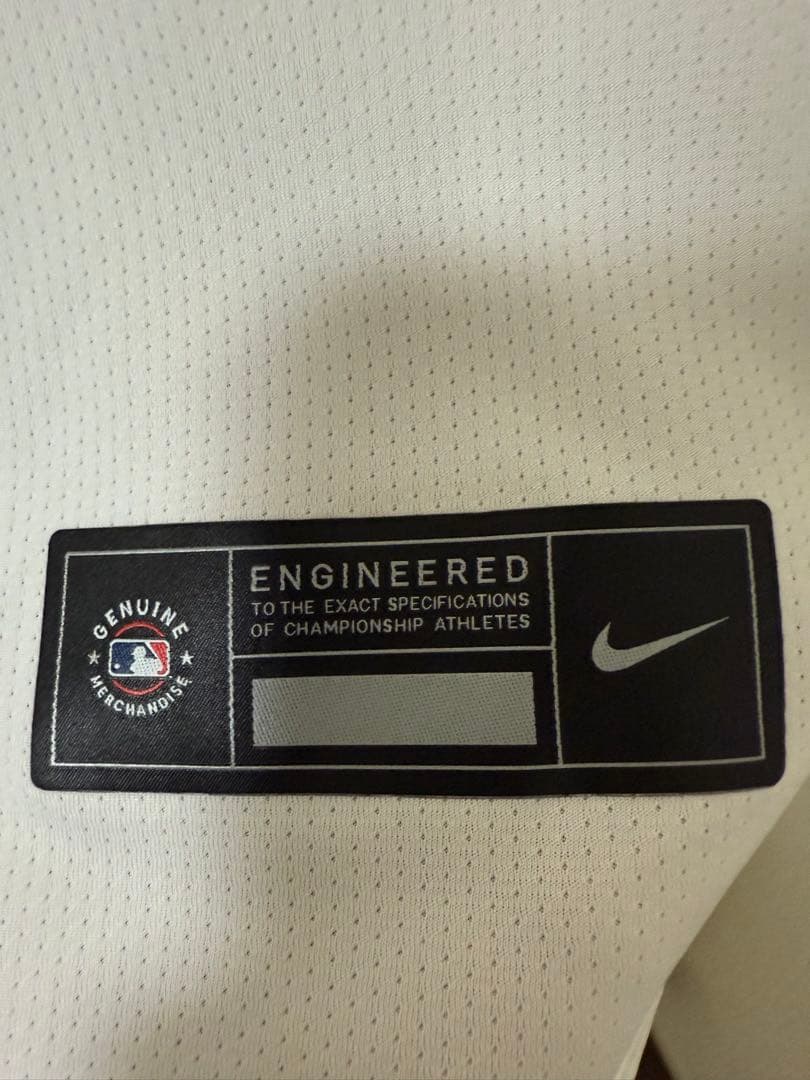 GENUINE
MERCHANDISE
ENGINEERED
TO THE EXACT SPECIFICATIONS
OF CHAMPIONSHIP ATHLETES